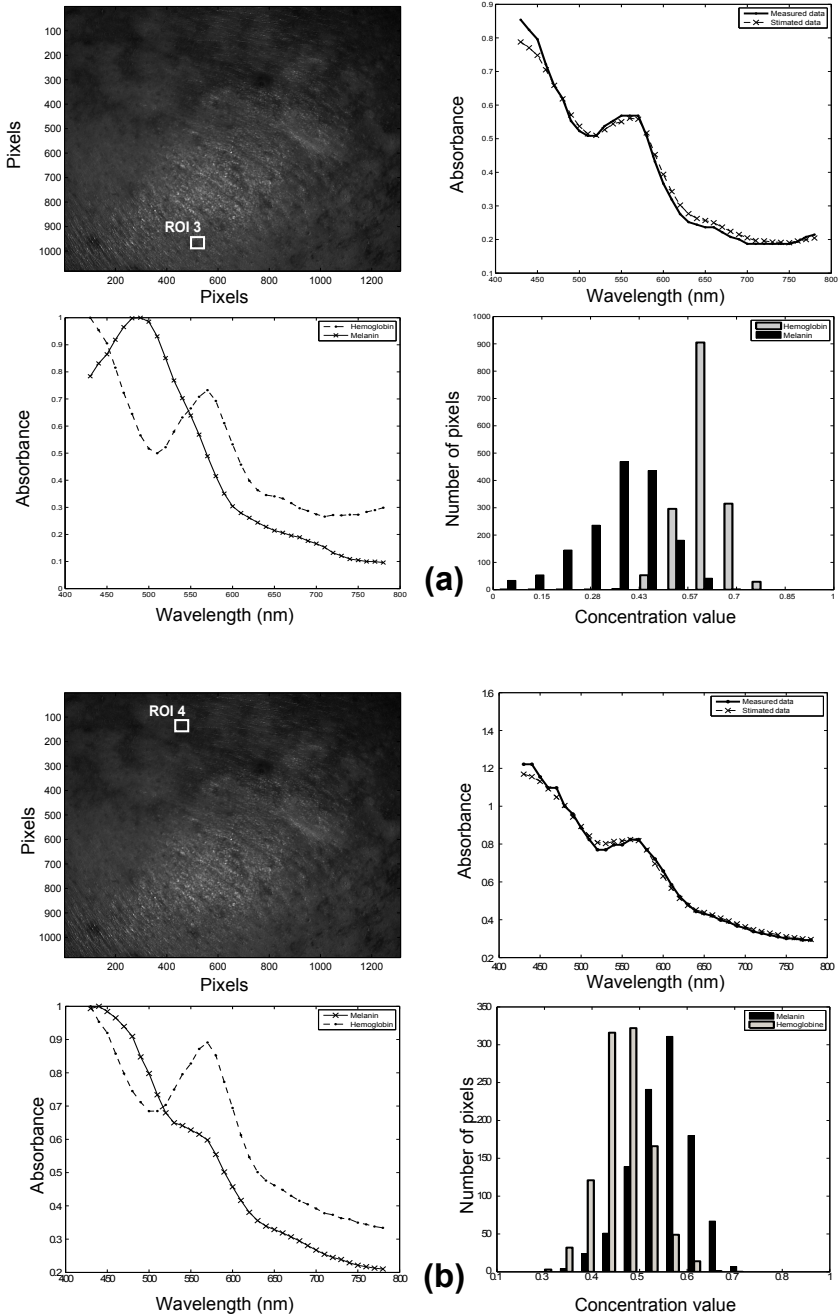 100
200
300
400
500
600
700
800
900
1000
Pixels
ROI 3
200 400 600 800 1000 1200
Pixels
0.9
0.8
0.7
0.6
0.5
0.4
0.3
0.2
0.1
Absorbance
Measured data
Stimated data
400 450 500 550 600 650 700 750 800
Wavelength (nm)
1
0.9
0.8
0.7
0.6
0.5
0.4
0.3
0.2
0.1
0
Absorbance
Hemoglobin
Melanin
400 450 500 550 600 650 700 750 800
Wavelength (nm)
(a)
1000
900
800
700
600
500
400
300
200
100
0
Number of pixels
Hemoglobin
Melanin
0 0.15 0.28 0.43 0.57 0.7 0.85 1
Concentration value
100
200
300
400
500
600
700
800
900
1000
Pixels
ROI 4
200 400 600 800 1000 1200
Pixels
1.6
1.4
1.2
1
0.8
0.6
0.4
0.2
Absorbance
Measured data
Stimated data
400 450 500 550 600 650 700 750 800
Wavelength (nm)
1
0.9
0.8
0.7
0.6
0.5
0.4
0.3
0.2
Absorbance
Melanin
Hemoglobin
400 450 500 550 600 650 700 750 800
Wavelength (nm)
(b)
350
300
250
200
150
100
50
0
Number of pixels
Melanin
Hemoglobine
0.1 0.3 0.4 0.5 0.6 0.7 1
Concentration value